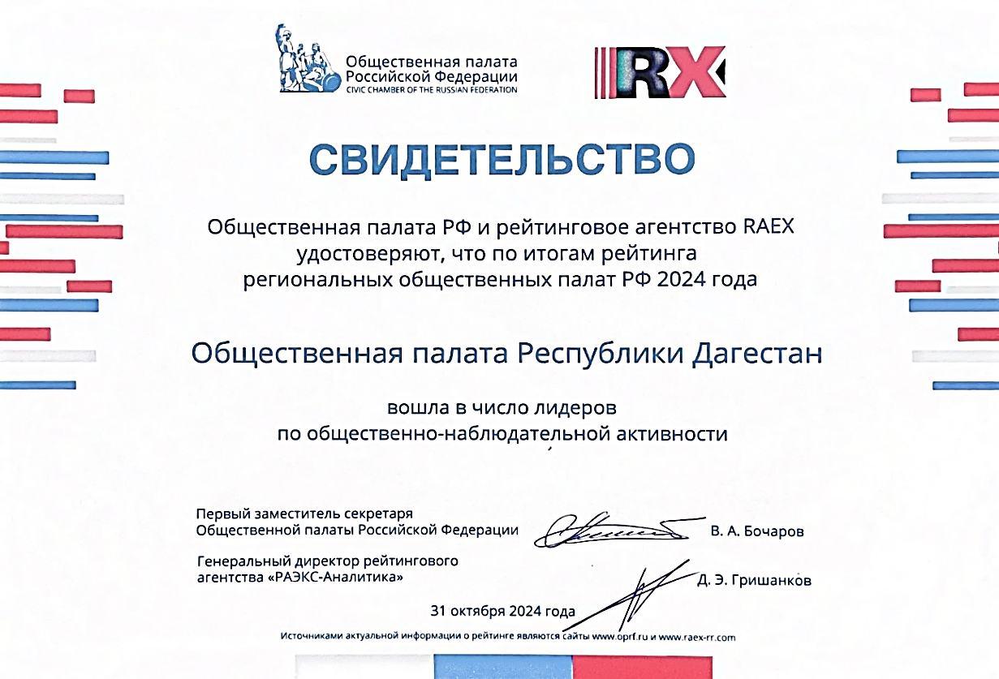 Общественная палата
Российской Федерации
CIVIC CHAMBER OF THE RUSSIAN FEDERATION
RX
СВИДЕТЕЛЬСТВО
Общественная палата РФ и рейтинговое агентство RAEX
удостоверяют, что по итогам рейтинга
региональных общественных палат РФ 2024 года
Общественная палата Республики Дагестан
вошла в число лидеров
по общественно-наблюдательной активности
Первый заместитель секретаря
Общественной палаты Российской Федерации
В. А. Бочаров
Генеральный директор рейтингового
агентства «РАЭКС-Аналитика»
Д. Э. Гришанков
31 октября 2024 года
Источниками актуальной информации о рейтинге являются сайты www.oprf.ru и www.raex-rr.com